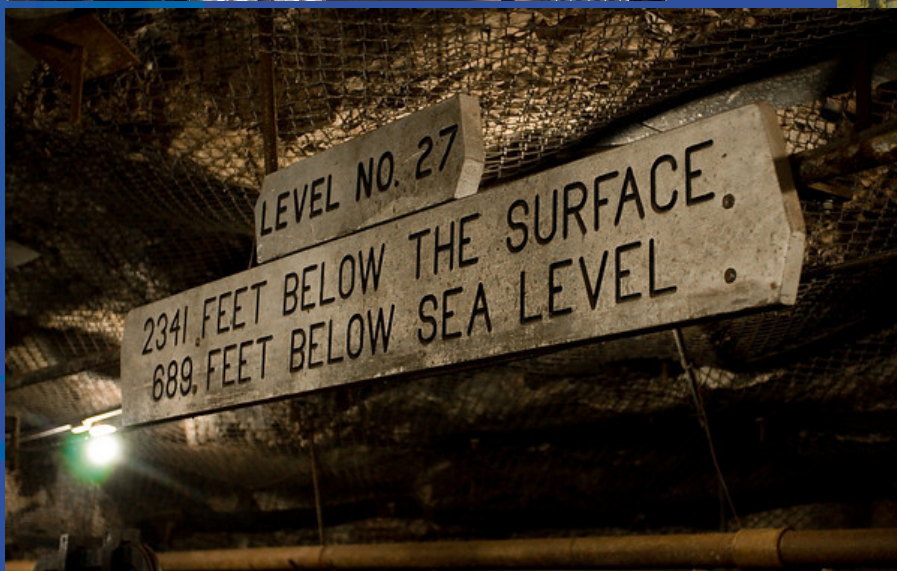 LEVEL NO. 27
2341 FEET BELOW THE SURFACE
689 FEET BELOW SEA LEVEL